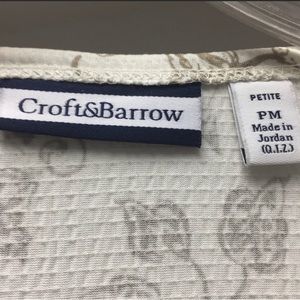 Croft&Barrow
PETITE
PM
Made in
Jordan
(Q.I.Z.)